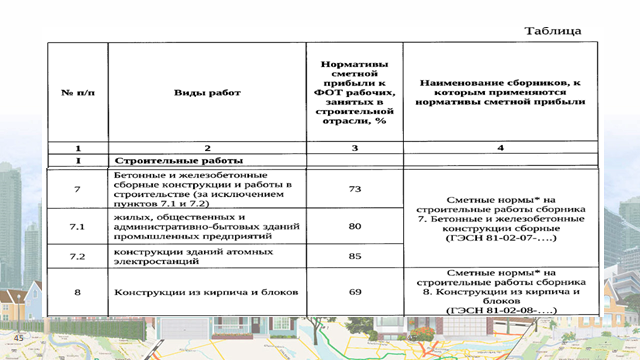 Таблица
№ п/п
Виды работ
Нормативы
сметной
прибыли к
ФОТ рабочих,
занятых в
строительной
отрасли, %
Наименование сборников, к
которым применяются
нормативы сметной прибыли
1 2 3 4
I Строительные работы
7
Бетонные и железобетонные
сборные конструкции и работы в
строительстве (за исключением
пунктов 7.1 и 7.2)
73
Сметные нормы* на
строительные работы сборника
7. Бетонные и железобетонные
конструкции сборные
(ГЭСН 81-02-07-….)
7.1
жилых, общественных и
административно-бытовых зданий
промышленных предприятий
80
7.2
конструкции зданий атомных
электростанций
85
8
Конструкции из кирпича и блоков
69
Сметные нормы* на
строительные работы сборника
8. Конструкции из кирпича и
блоков
(ГЭСН 81-02-08-….)
45